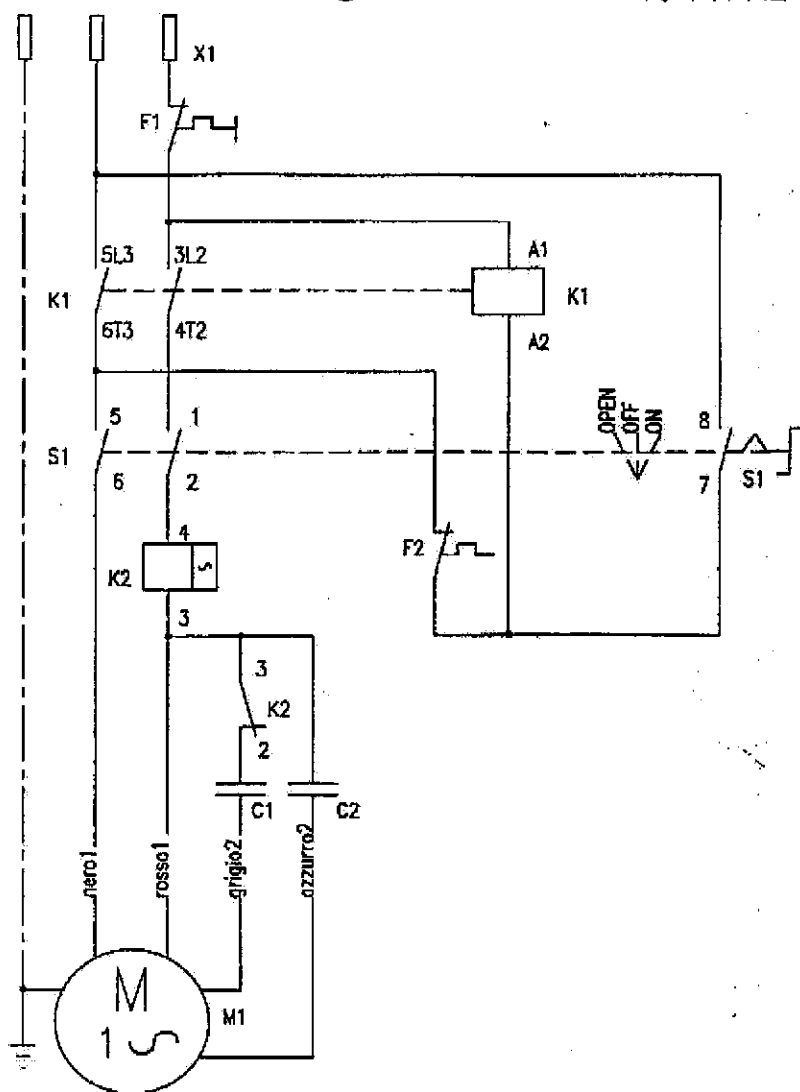 X1
F1
5L3 3L2
A1
K1
K1
6T3 4T2
A2
OPEN
OFF
ON
5 1
8
S1
6 2
7
S1
4
F2
K2
3
3
K2
2
C1 C2
nero1
rosso1
grigio2
azzurro2
M
M1
1